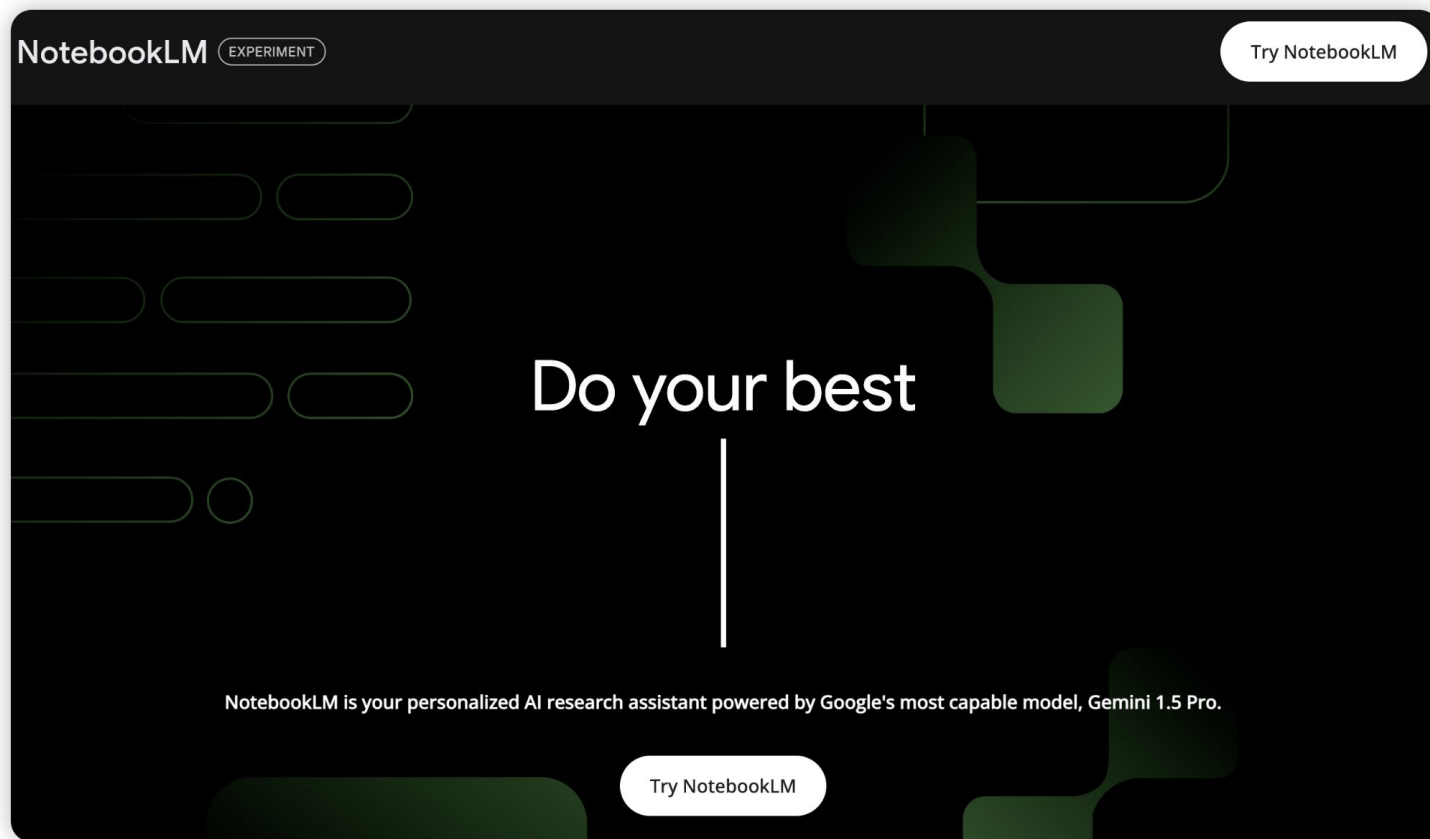 NotebookLM EXPERIMENT
Try NotebookLM
Do your best
NotebookLM is your personalized AI research assistant powered by Google's most capable model, Gemini 1.5 Pro.
Try NotebookLM